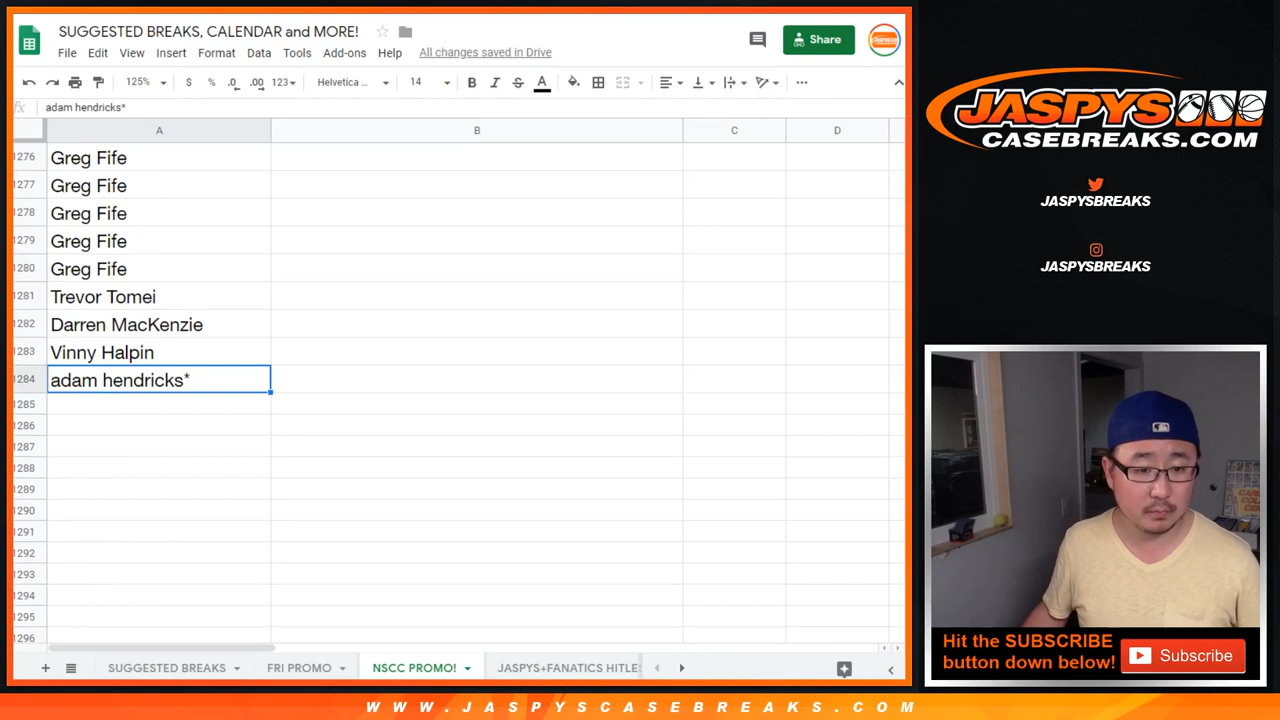 SUGGESTED BREAKS, CALENDAR and MORE!
File Edit View Insert Format Data Tools Add-ons Help All changes saved in Drive
Share
125% $ % .0 .00 123 Helvetica ... 14 B I S A
fx adam hendricks*
A B C D
1276 Greg Fife
1277 Greg Fife
1278 Greg Fife
1279 Greg Fife
1280 Greg Fife
1281 Trevor Tomei
1282 Darren MacKenzie
1283 Vinny Halpin
1284 adam hendricks*
1285
1286
1287
1288
1289
1290
1291
1292
1293
1294
1295
1296
SUGGESTED BREAKS FRI PROMO NSCC PROMO! JASPYS+FANATICS HITLES
JASPYS
CASEBREAKS.COM
JASPYSBREAKS
JASPYSBREAKS
Hit the SUBSCRIBE
button down below!
Subscribe
WWW.JASPYSCASEBREAKS.COM